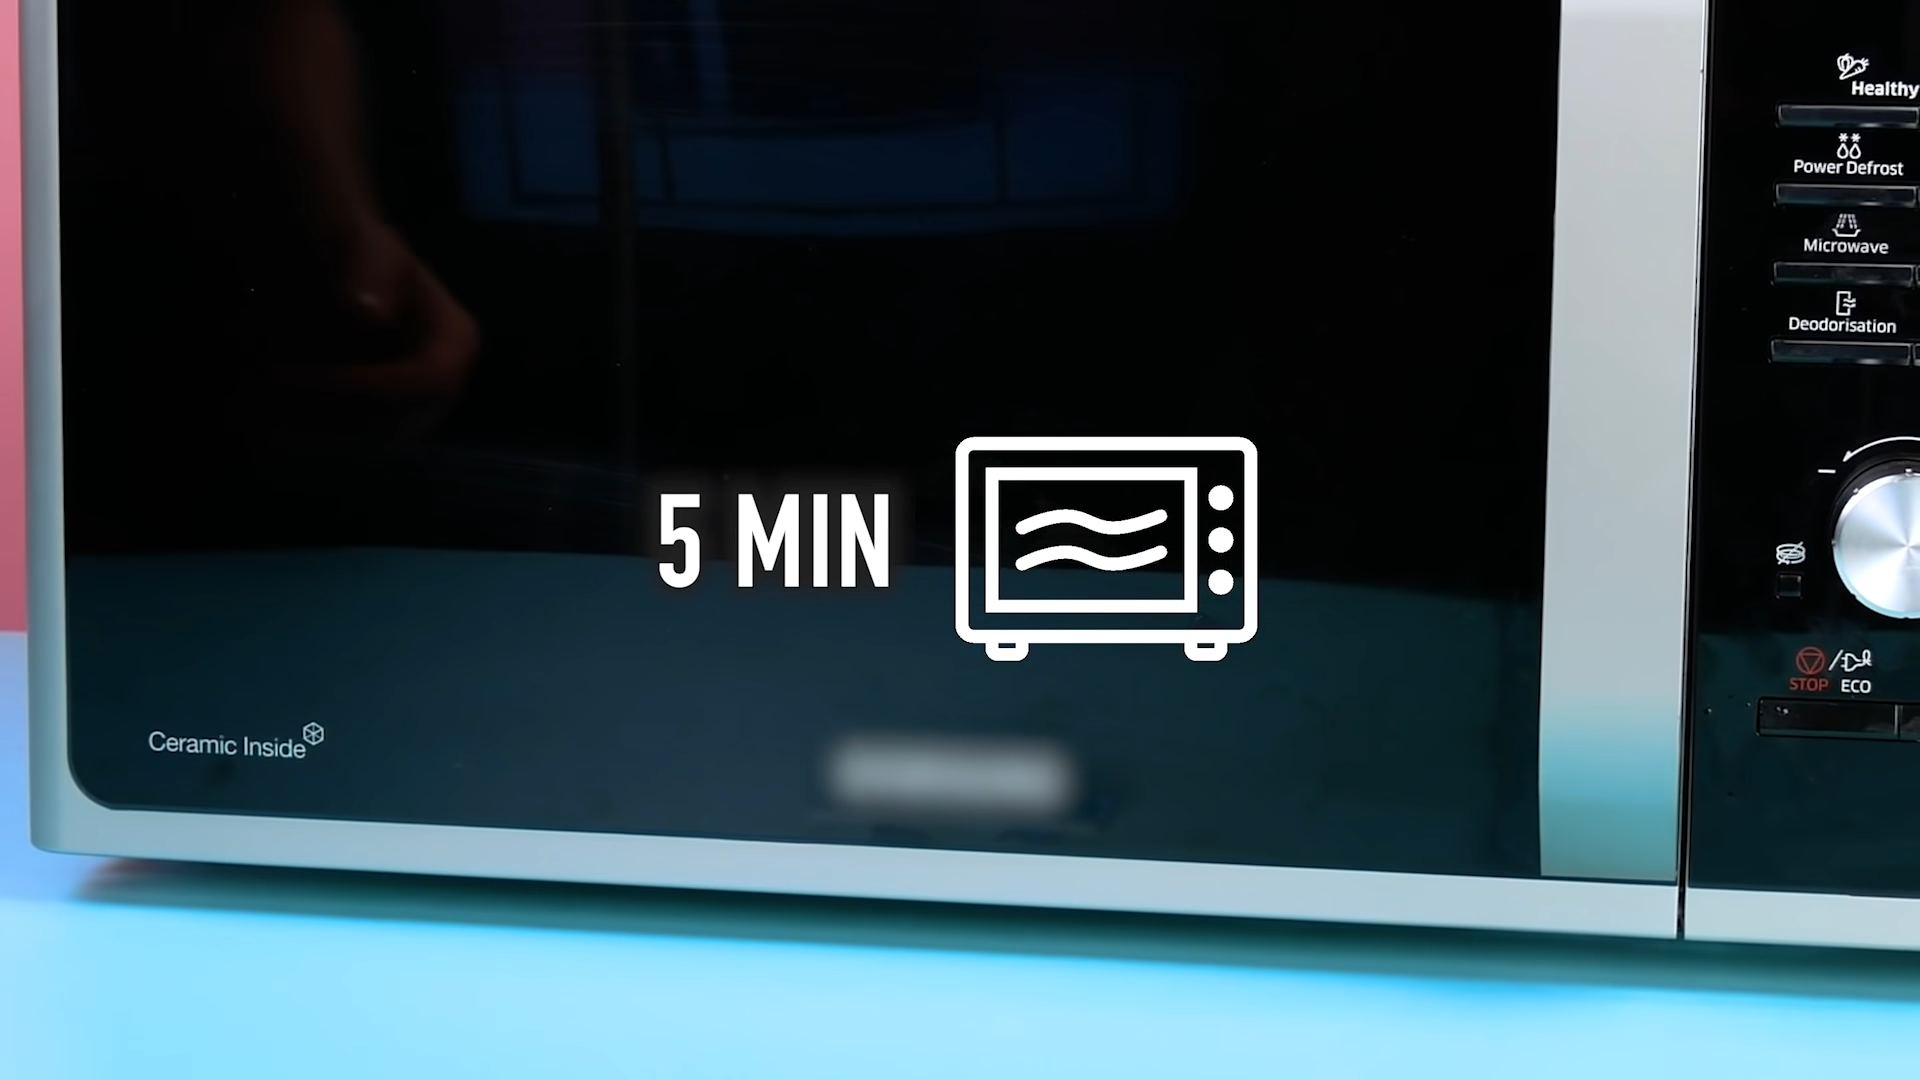 Healthy
Power Defrost
Microwave
Deodorisation
5 MIN
STOP ECO
Ceramic Inside